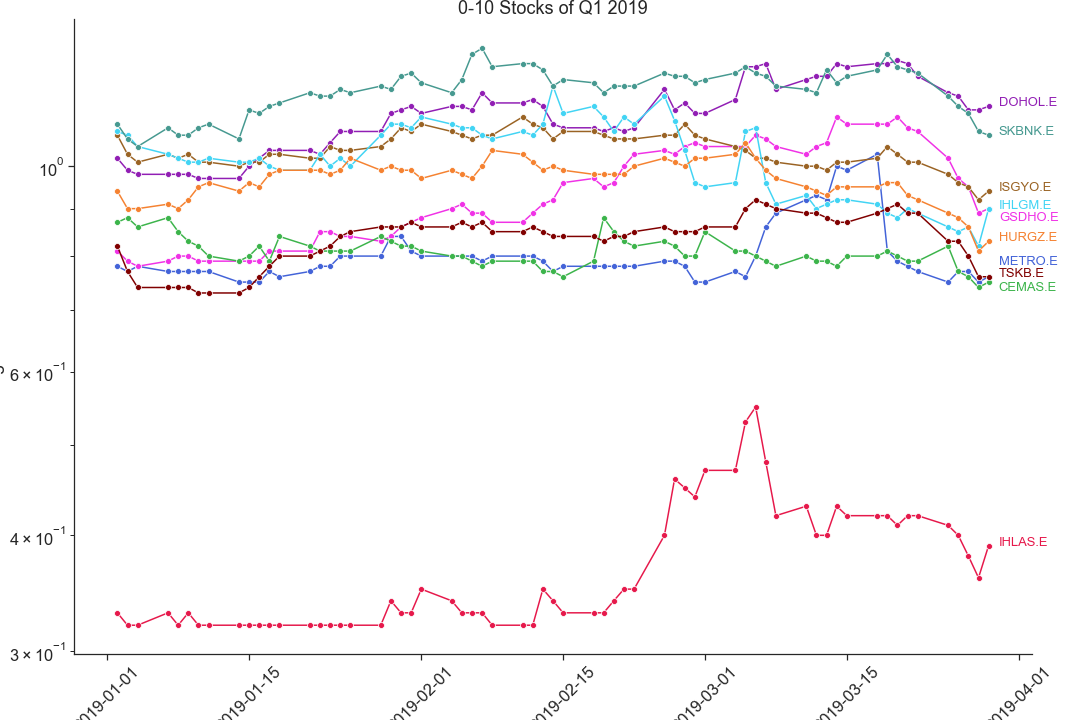 0-10 Stocks of Q1 2019
10⁰
6 × 10⁻¹
4 × 10⁻¹
3 × 10⁻¹
DOHOL.E
SKBNK.E
ISGYO.E
IHLGM.E
GSDHO.E
HURGZ.E
METRO.E
TSKB.E
CEMAS.E
IHLAS.E
2019-01-01
2019-01-15
2019-02-01
2019-02-15
2019-03-01
2019-03-15
2019-04-01